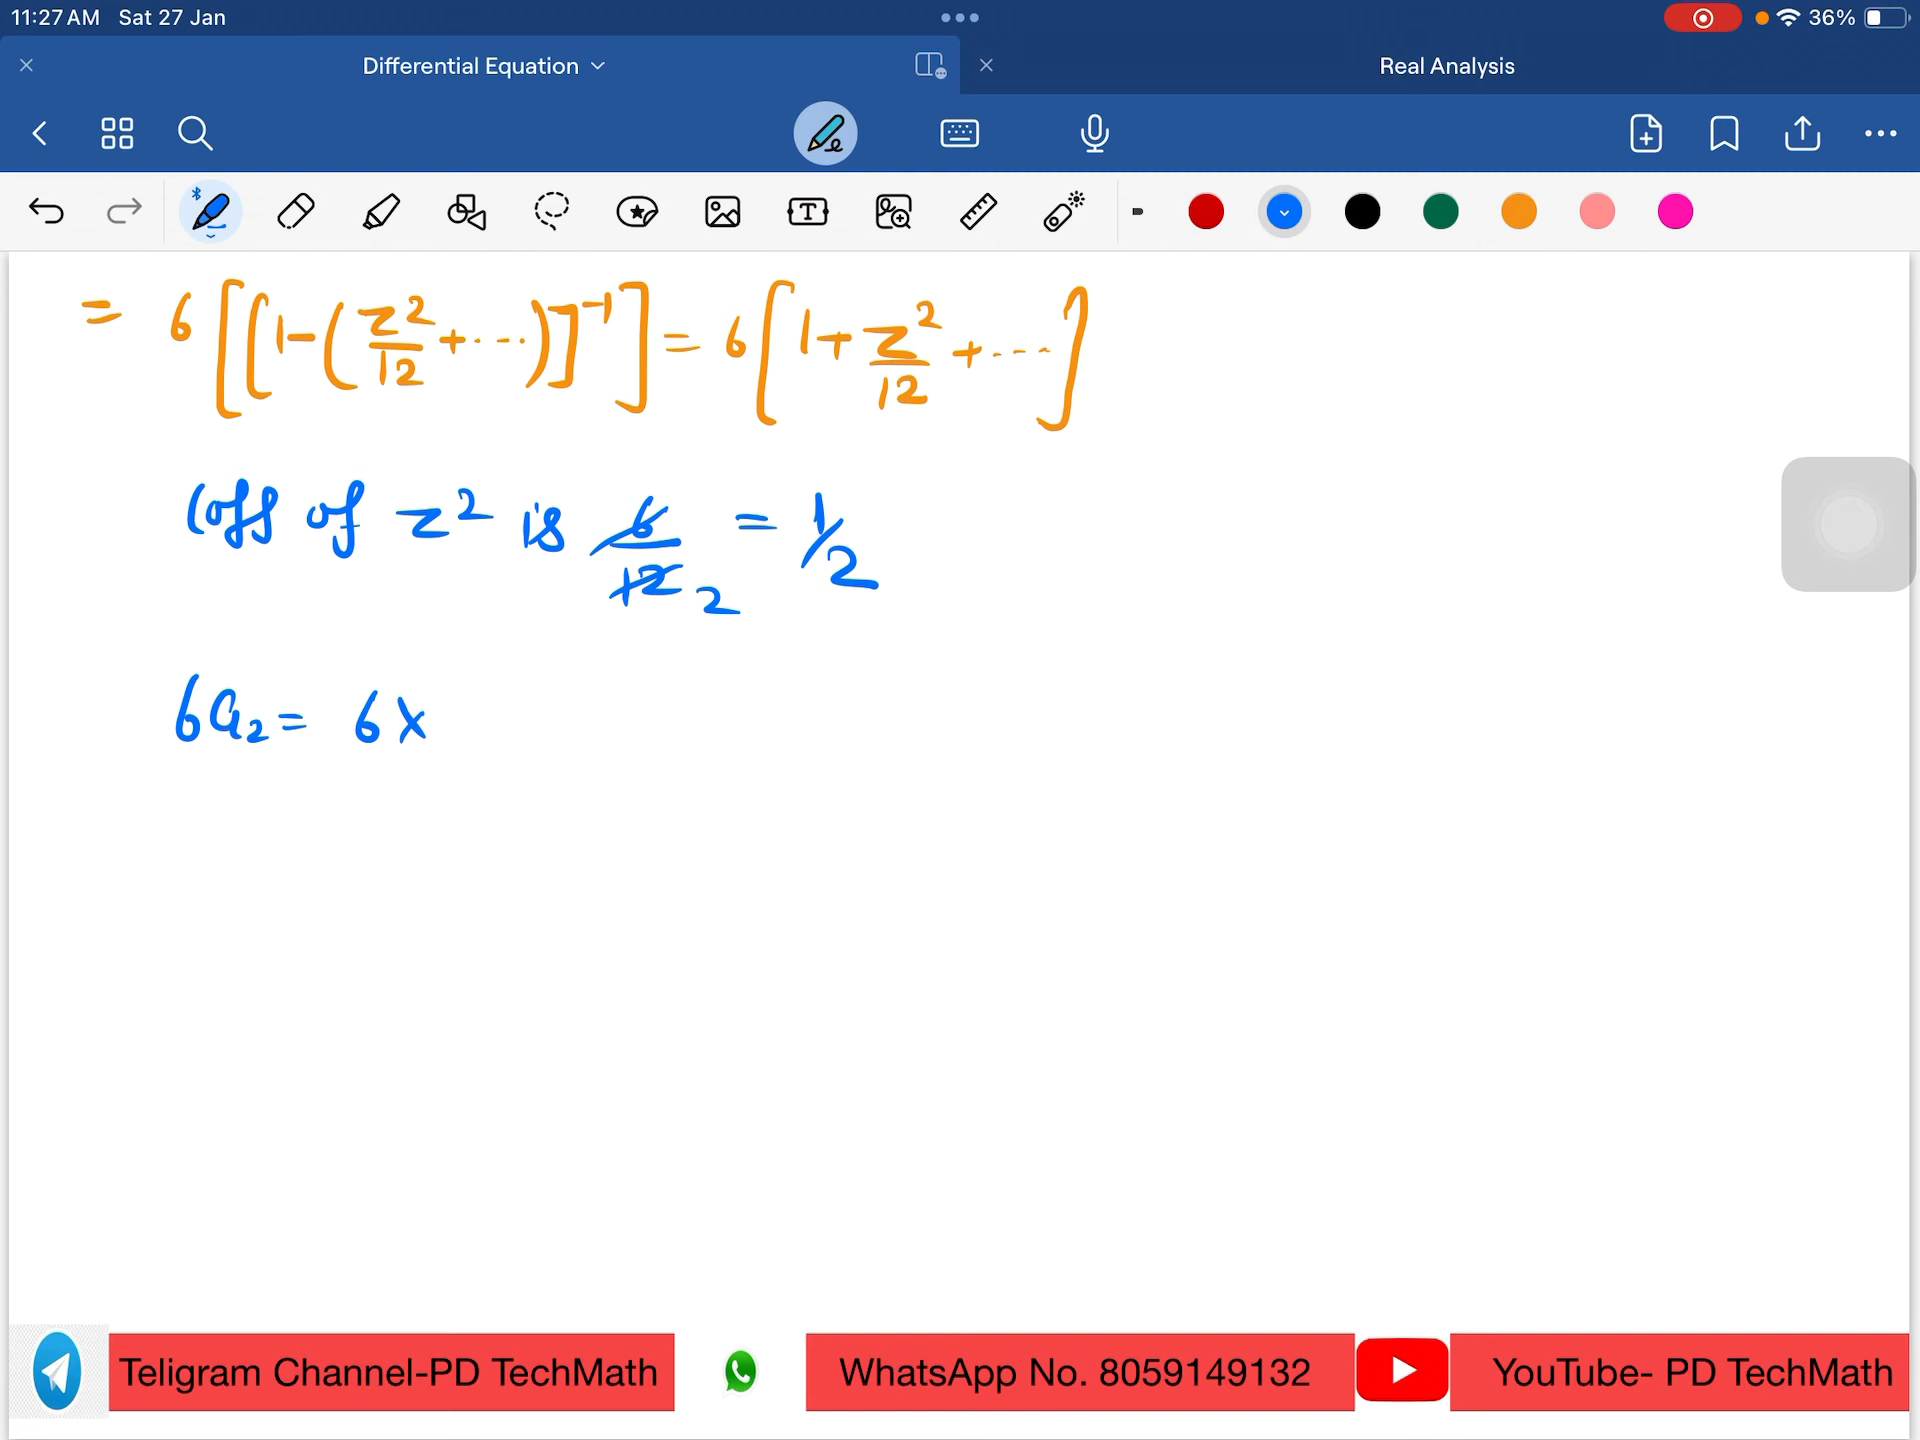 11:27 AM Sat 27 Jan
36%
Differential Equation
Real Analysis
= 6 [[1-(z²/12 +...)]⁻¹] = 6 [1+ z²/12 +....]
Coff of z² is 6/12 2 = 1/2
6a₂ = 6 x
Teligram Channel-PD TechMath
WhatsApp No. 8059149132
YouTube- PD TechMath